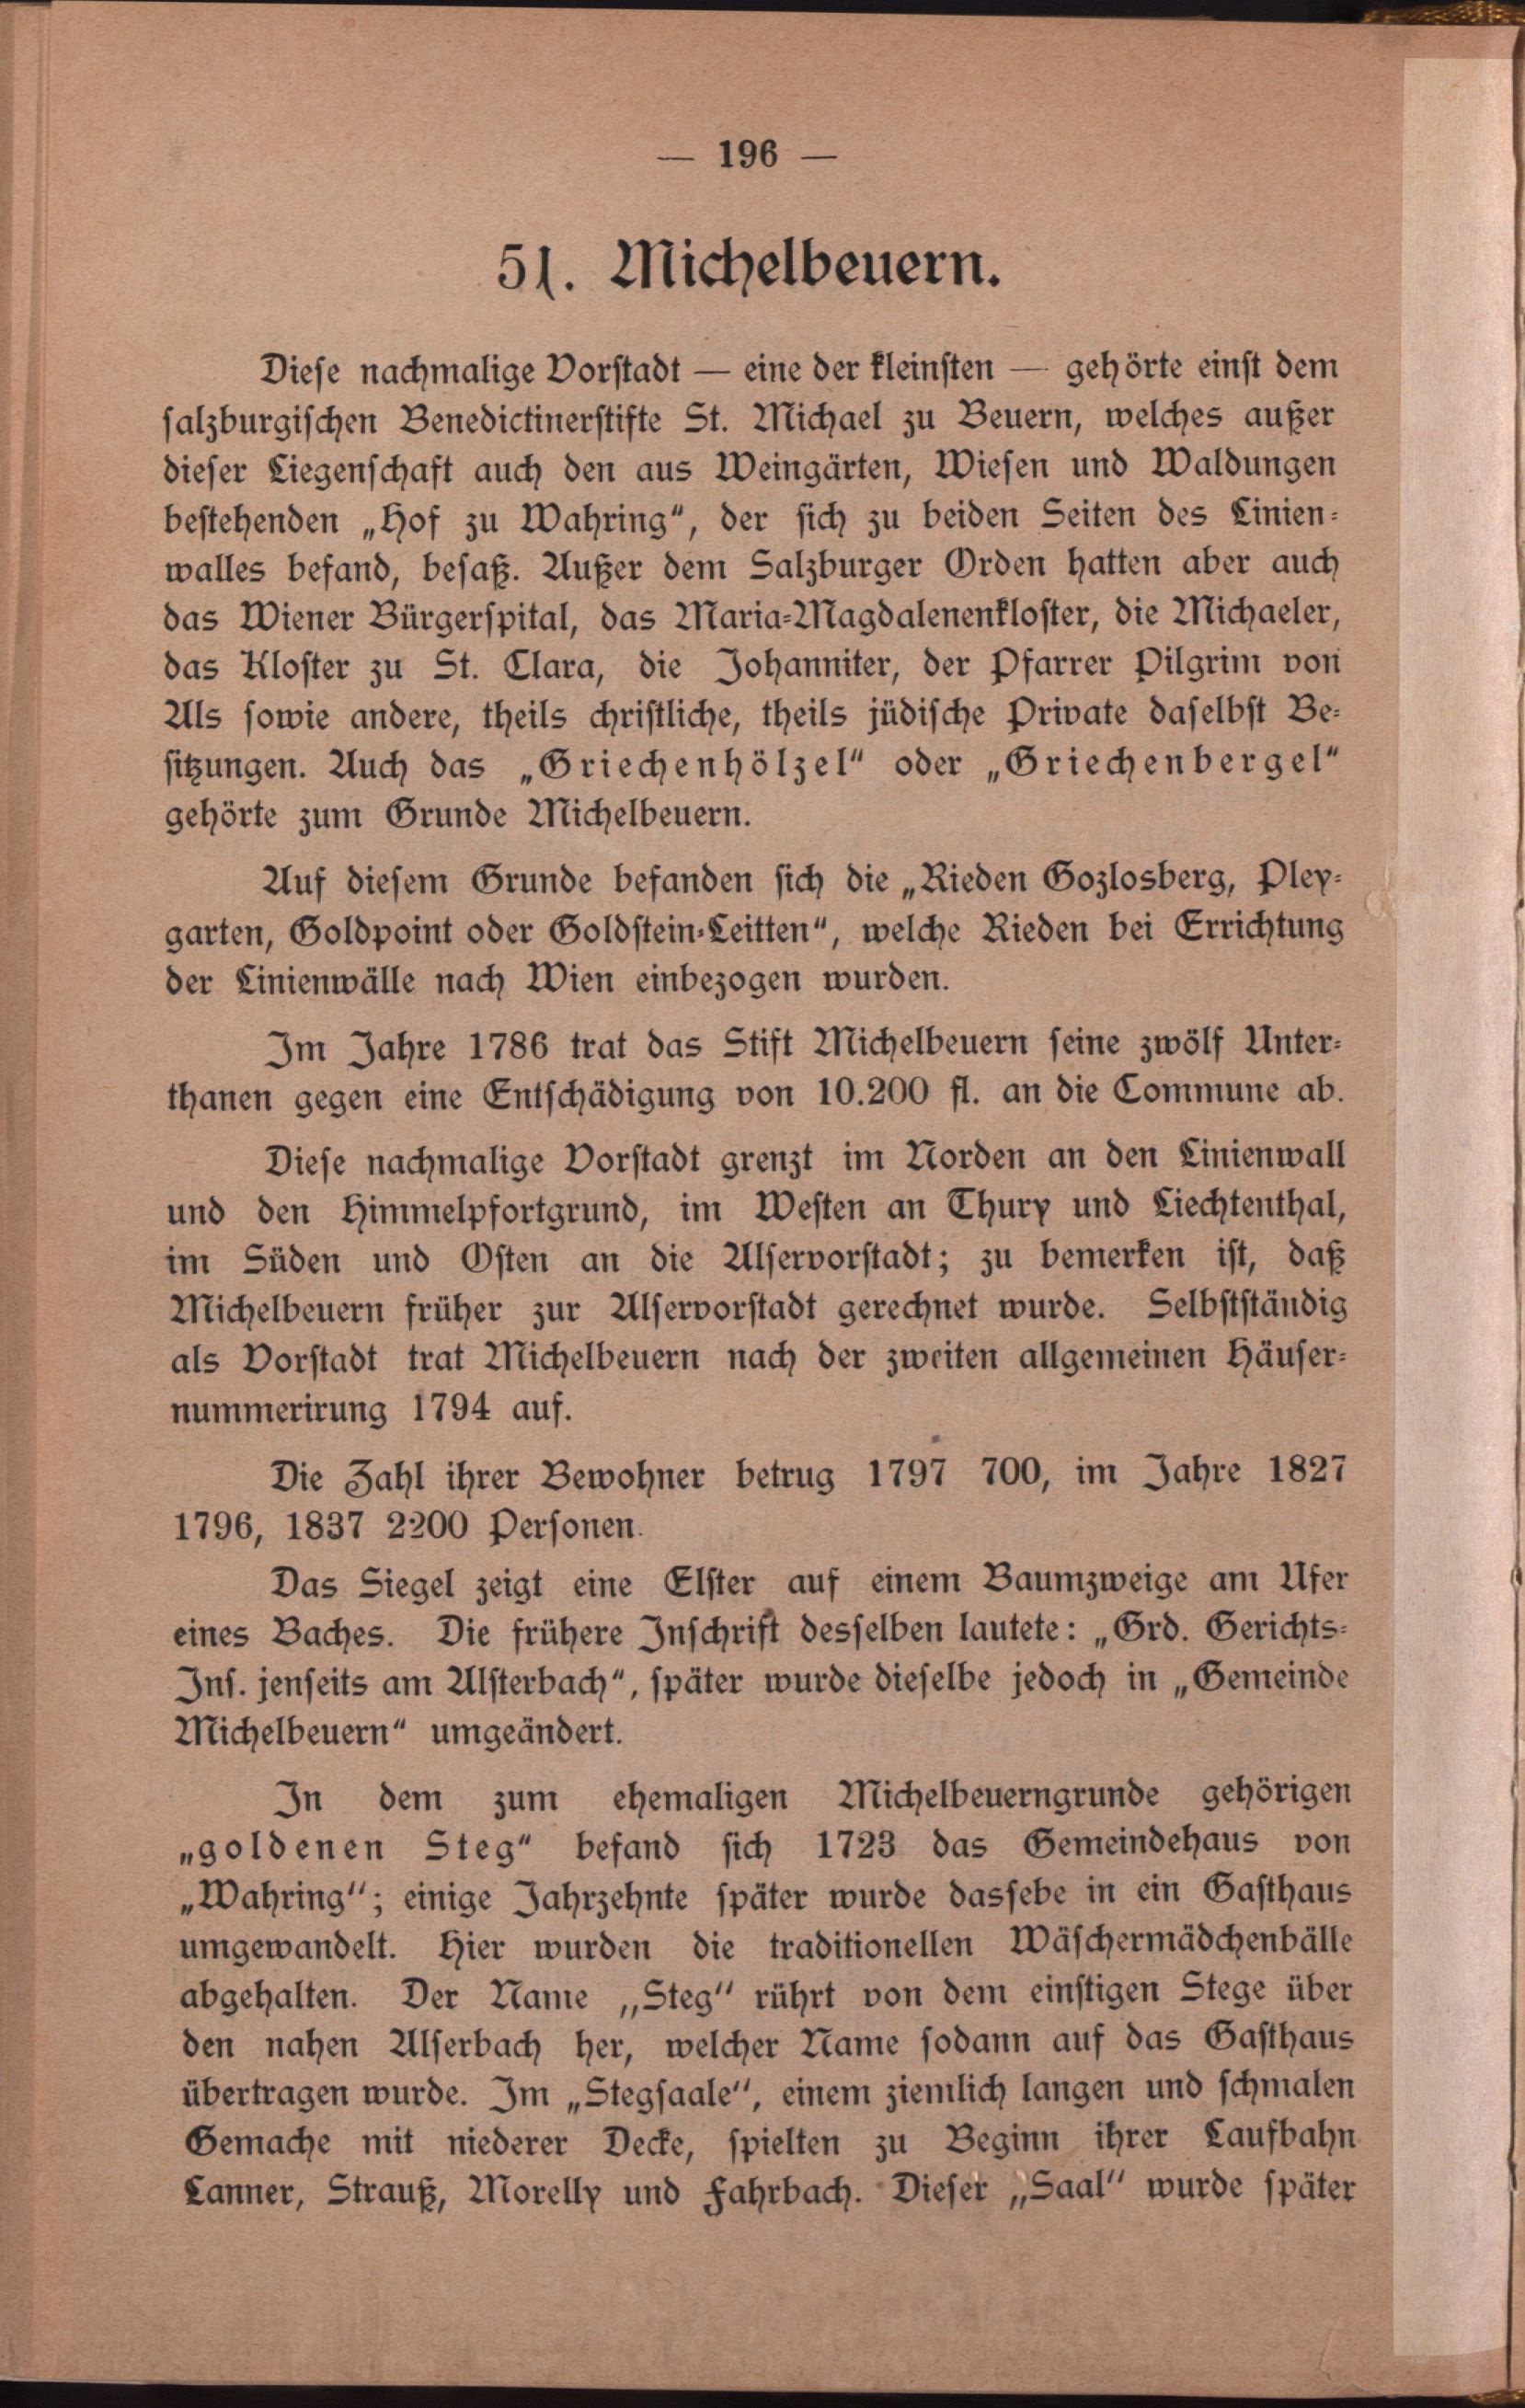 — 196 —
51. Michelbeuern.
Diese nachmalige Vorstadt — eine der kleinsten — gehörte einst dem
salzburgischen Benedictinerstifte St. Michael zu Beuern, welches außer
dieser Liegenschaft auch den aus Weingärten, Wiesen und Waldungen
bestehenden „Hof zu Wahring“, der sich zu beiden Seiten des Linien-
walles befand, besaß. Außer dem Salzburger Orden hatten aber auch
das Wiener Bürgerspital, das Maria-Magdalenenkloster, die Michaeler,
das Kloster zu St. Clara, die Johanniter, der Pfarrer Pilgrim von
Als sowie andere, theils christliche, theils jüdische Private daselbst Be-
sitzungen. Auch das „Griechenhölzel“ oder „Griechenbergel“
gehörte zum Grunde Michelbeuern.
Auf diesem Grunde befanden sich die „Rieden Gozlosberg, Pley-
garten, Goldpoint oder Goldstein-Leitten“, welche Rieden bei Errichtung
der Linienwälle nach Wien einbezogen wurden.
Im Jahre 1786 trat das Stift Michelbeuern seine zwölf Unter-
thanen gegen eine Entschädigung von 10.200 fl. an die Commune ab.
Diese nachmalige Vorstadt grenzt im Norden an den Linienwall
und den Himmelpfortgrund, im Westen an Thury und Liechtenthal,
im Süden und Osten an die Alservorstadt; zu bemerken ist, daß
Michelbeuern früher zur Alservorstadt gerechnet wurde. Selbstständig
als Vorstadt trat Michelbeuern nach der zweiten allgemeinen Häuser-
nummerirung 1794 auf.
Die Zahl ihrer Bewohner betrug 1797 700, im Jahre 1827
1796, 1837 2200 Personen.
Das Siegel zeigt eine Elster auf einem Baumzweige am Ufer
eines Baches. Die frühere Inschrift desselben lautete: „Grd. Gerichts-
Ins. jenseits am Alsterbach“, später wurde dieselbe jedoch in „Gemeinde
Michelbeuern“ umgeändert.
In dem zum ehemaligen Michelbeuerngrunde gehörigen
„goldenen Steg“ befand sich 1723 das Gemeindehaus von
„Wahring“; einige Jahrzehnte später wurde dassebe in ein Gasthaus
umgewandelt. Hier wurden die traditionellen Wäschermädchenbälle
abgehalten. Der Name „Steg“ rührt von dem einstigen Stege über
den nahen Alserbach her, welcher Name sodann auf das Gasthaus
übertragen wurde. Im „Stegsaale“, einem ziemlich langen und schmalen
Gemache mit niederer Decke, spielten zu Beginn ihrer Laufbahn
Lanner, Strauß, Morelly und Fahrbach. Dieser „Saal“ wurde später